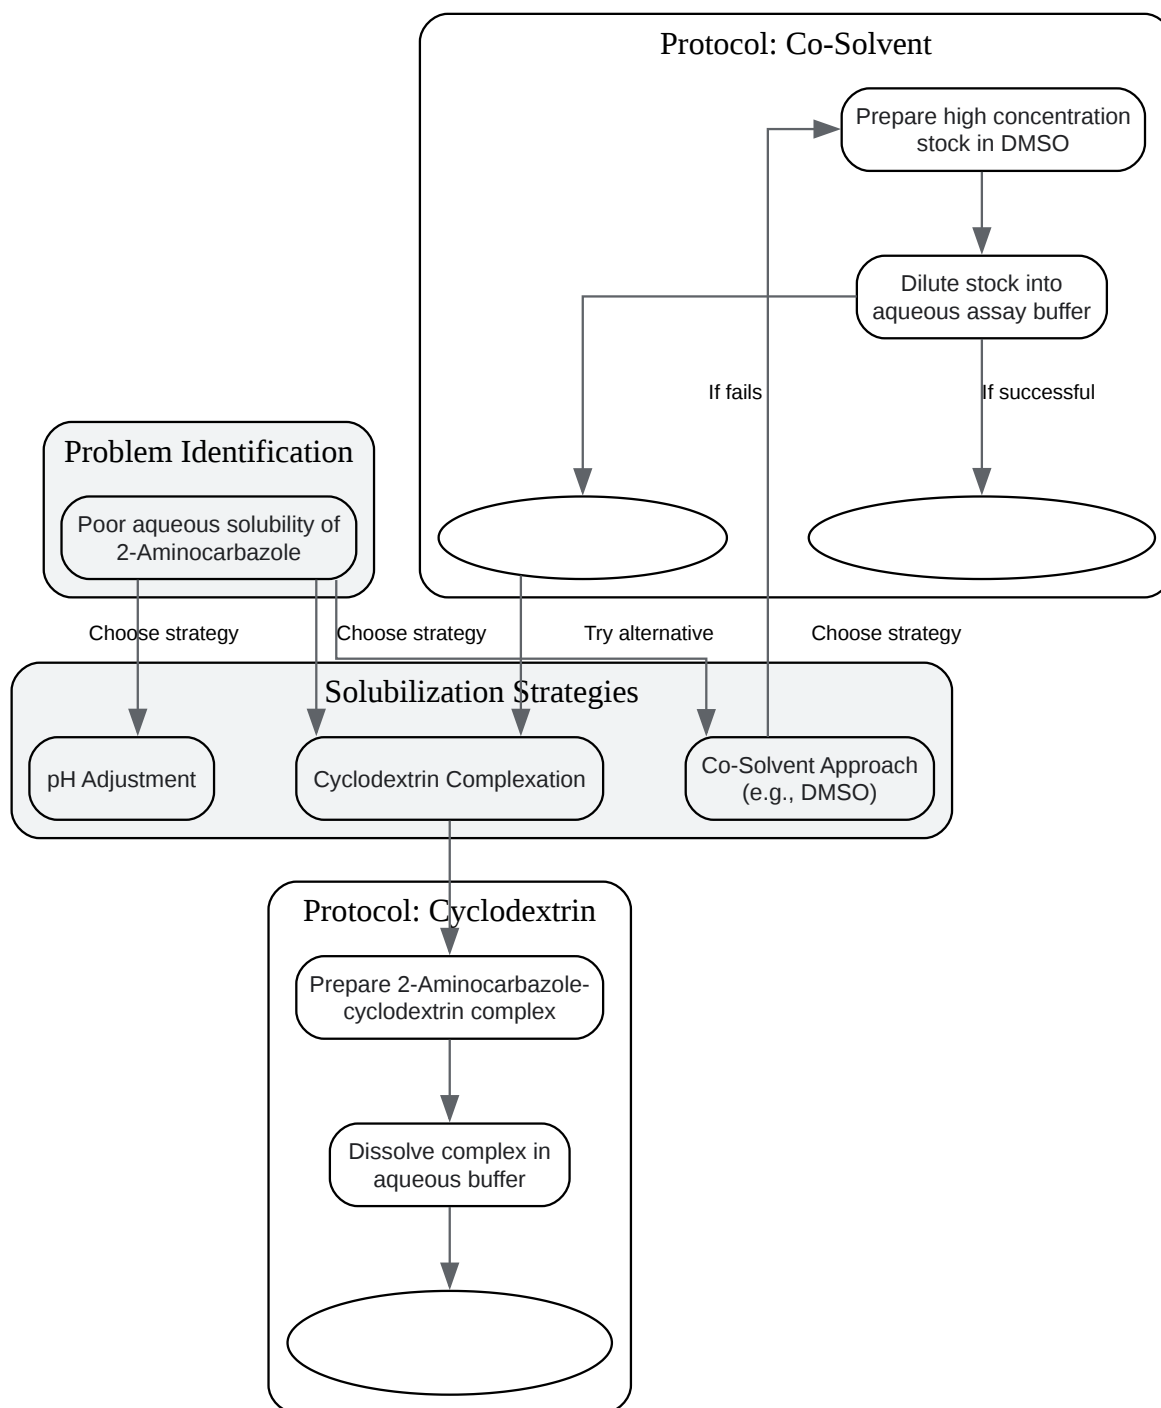 Protocol: Co-Solvent
Prepare high concentration
stock in DMSO
Dilute stock into
aqueous assay buffer
If fails
If successful
Problem Identification
Poor aqueous solubility of
2-Aminocarbazole
Choose strategy
Choose strategy
Try alternative
Choose strategy
Solubilization Strategies
pH Adjustment
Cyclodextrin Complexation
Co-Solvent Approach
(e.g., DMSO)
Protocol: Cyclodextrin
Prepare 2-Aminocarbazole-
cyclodextrin complex
Dissolve complex in
aqueous buffer